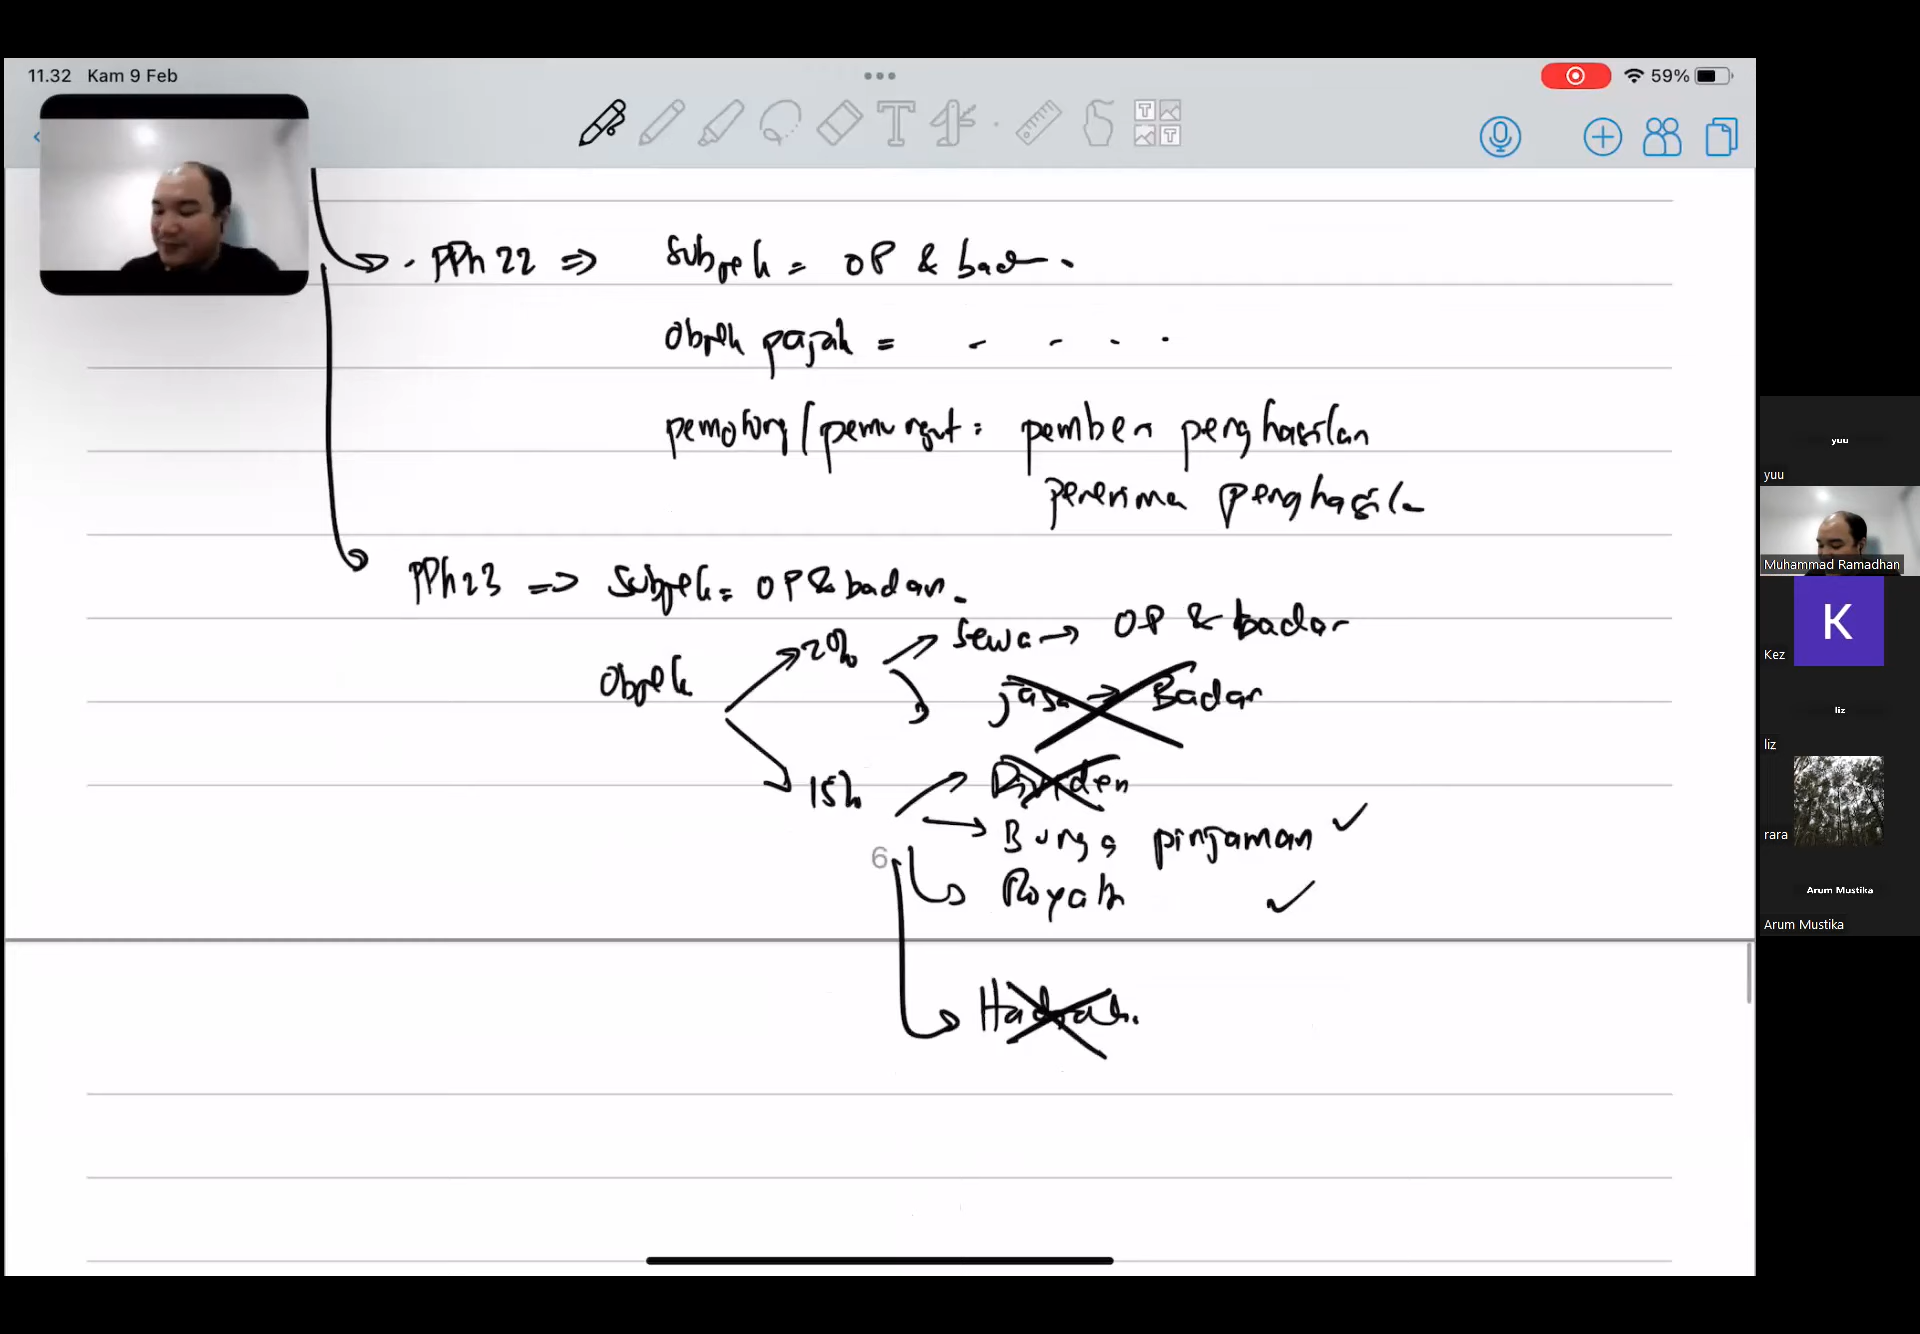 11.32 Kam 9 Feb
59%
PPh 22 => Subjek = OP & badan.
Objek pajak = - - - -
pemotong / pemungut : pemberi penghasilan
penerima penghasilan
PPh 23 => Subjek = OP & badan.
Objek
2% Sewa → OP & badan
jasa → Badan
15% Dividen
Bunga pinjaman ✓
6
Royalti ✓
Hadiah.
yuu
yuu
Muhammad Ramadhan
K
Kez
liz
liz
rara
Arum Mustika
Arum Mustika